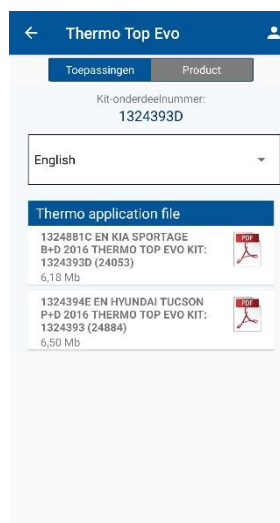 Thermo Top Evo
Toepassingen Product
Kit-onderdeelnummer:
1324393D
English
Thermo application file
1324881C EN KIA SPORTAGE
B+D 2016 THERMO TOP EVO KIT:
1324393D (24053)
6,18 Mb
PDF
1324394E EN HYUNDAI TUCSON
P+D 2016 THERMO TOP EVO KIT:
1324393 (24884)
6,50 Mb
PDF